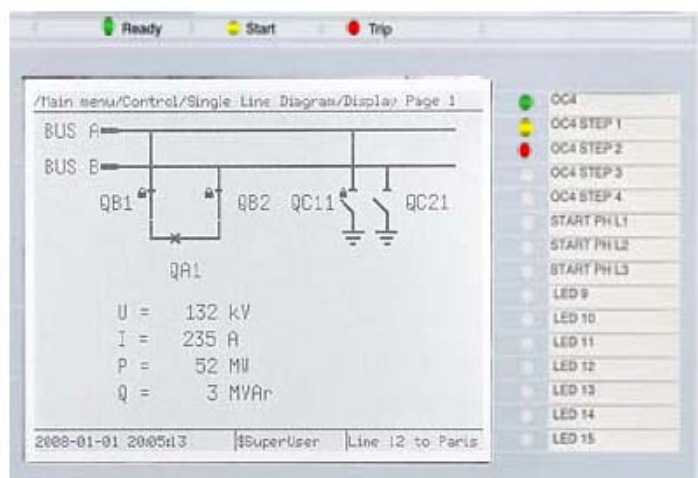 Ready Start Trip
/Main menu/Control/Single Line Diagram/Display Page 1
BUS A
BUS B
QB1 QB2 QC11 QC21
QA1
U = 132 kV
I = 235 A
P = 52 MW
Q = 3 MVAr
2008-01-01 20:05:13 $SuperUser Line 12 to Paris
OC4
OC4 STEP 1
OC4 STEP 2
OC4 STEP 3
OC4 STEP 4
START PH L1
START PH L2
START PH L3
LED 9
LED 10
LED 11
LED 12
LED 13
LED 14
LED 15